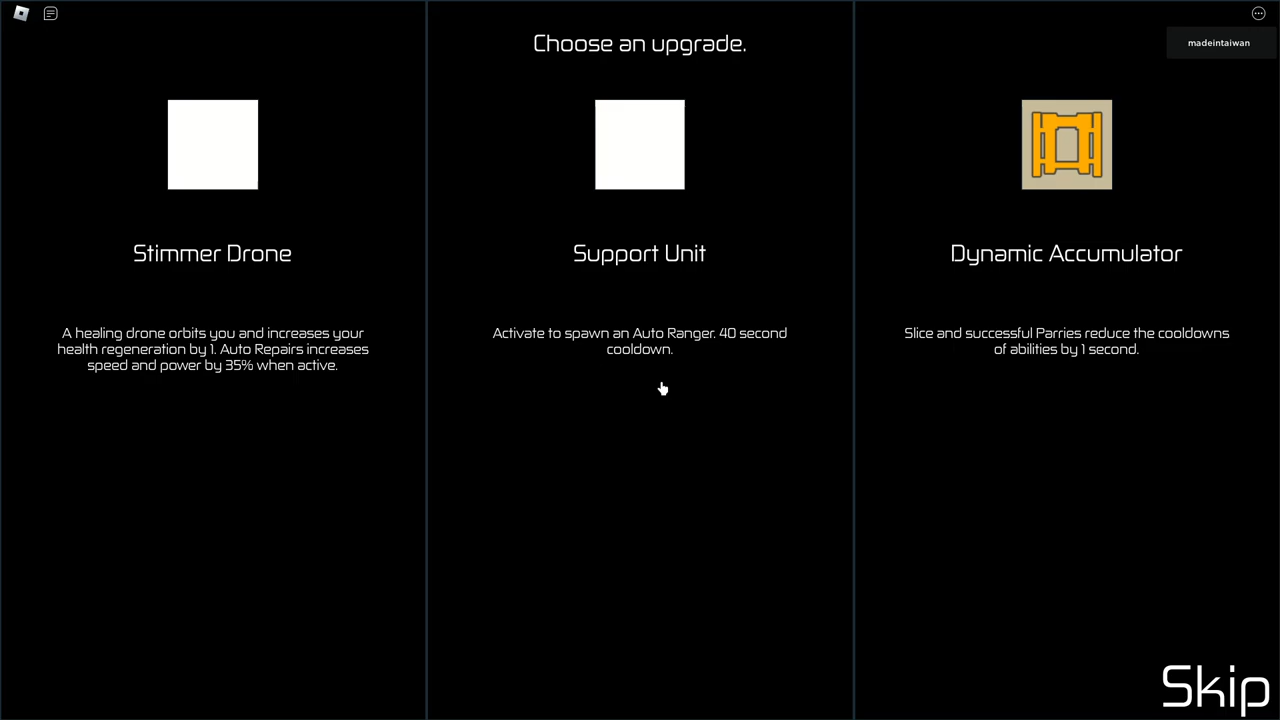 Choose an upgrade.
madeintaiwan
Stimmer Drone
A healing drone orbits you and increases your
health regeneration by 1. Auto Repairs increases
speed and power by 35% when active.
Support Unit
Activate to spawn an Auto Ranger. 40 second
cooldown.
Dynamic Accumulator
Slice and successful Parries reduce the cooldowns
of abilities by 1 second.
Skip